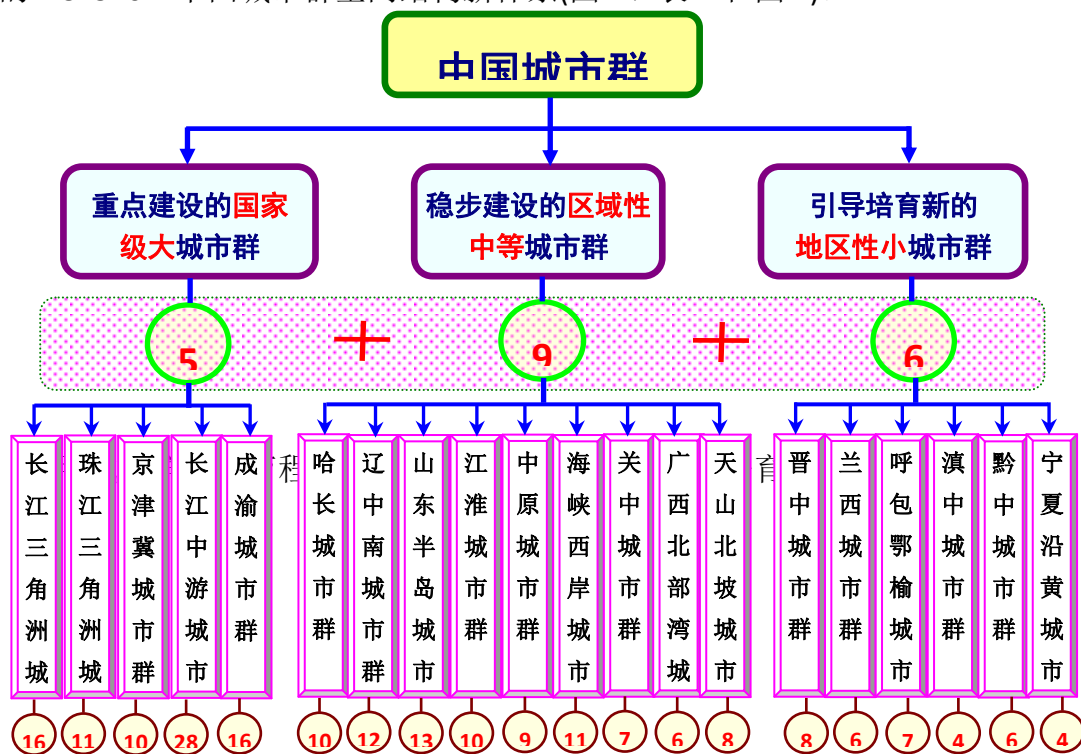 中国城市群
重点建设的国家
级大城市群
稳步建设的区域性
中等城市群
引导培育新的
地区性小城市群
5
9
6
长江三角洲城
珠江三角洲城
京津冀城市群
长江中游城市
成渝城市群
哈长城市群
辽中南城市群
山东半岛城市
江淮城市群
中原城市群
海峡西岸城市
关中城市群
广西北部湾城
天山北坡城市
晋中城市群
兰西城市群
呼包鄂榆城市
滇中城市群
黔中城市群
宁夏沿黄城市
程
育
16 11 10 28 16 10 12 13 10 9 11 7 6 8 8 6 7 4 6 4